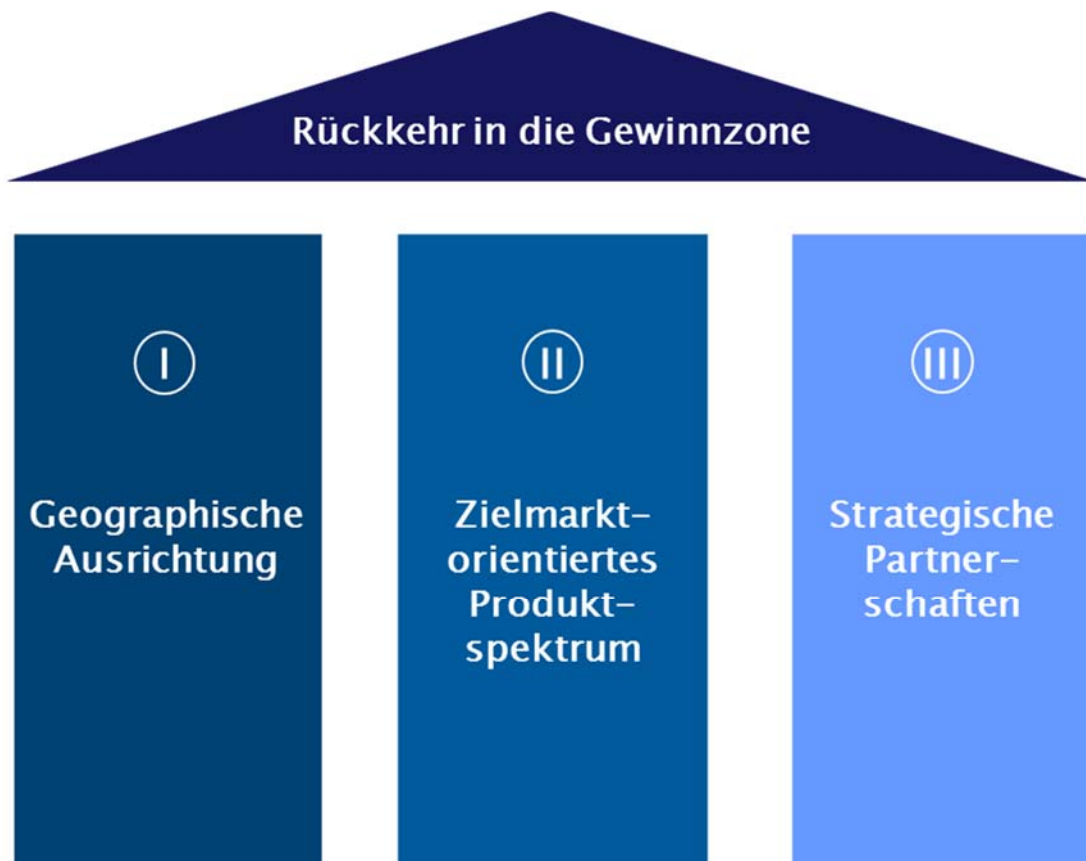 Rückkehr in die Gewinnzone
I
Geographische
Ausrichtung
II
Zielmarkt-
orientiertes
Produkt-
spektrum
III
Strategische
Partner-
schaften